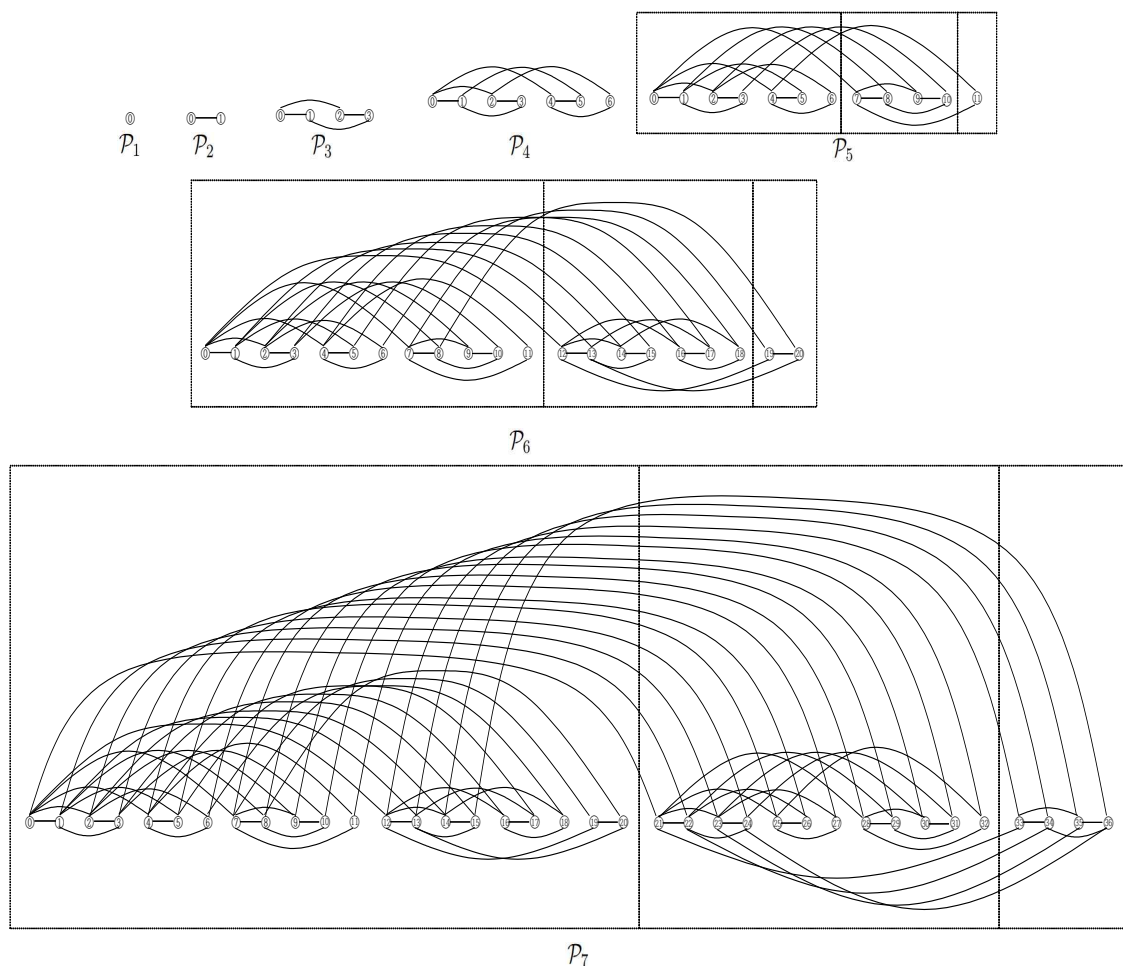 0 0 1 0 1 2 3 0 1 2 3 4 5 6 0 1 2 3 4 5 6 7 8 9 10 11
P₁ P₂ P₃ P₄ P₅
0 1 2 3 4 5 6 7 8 9 10 11 12 13 14 15 16 17 18 19 20
P₆
0 1 2 3 4 5 6 7 8 9 10 11 12 13 14 15 16 17 18 19 20 21 22 23 24 25 26 27 28 29 30 31 32 33 34 35 36
P₇